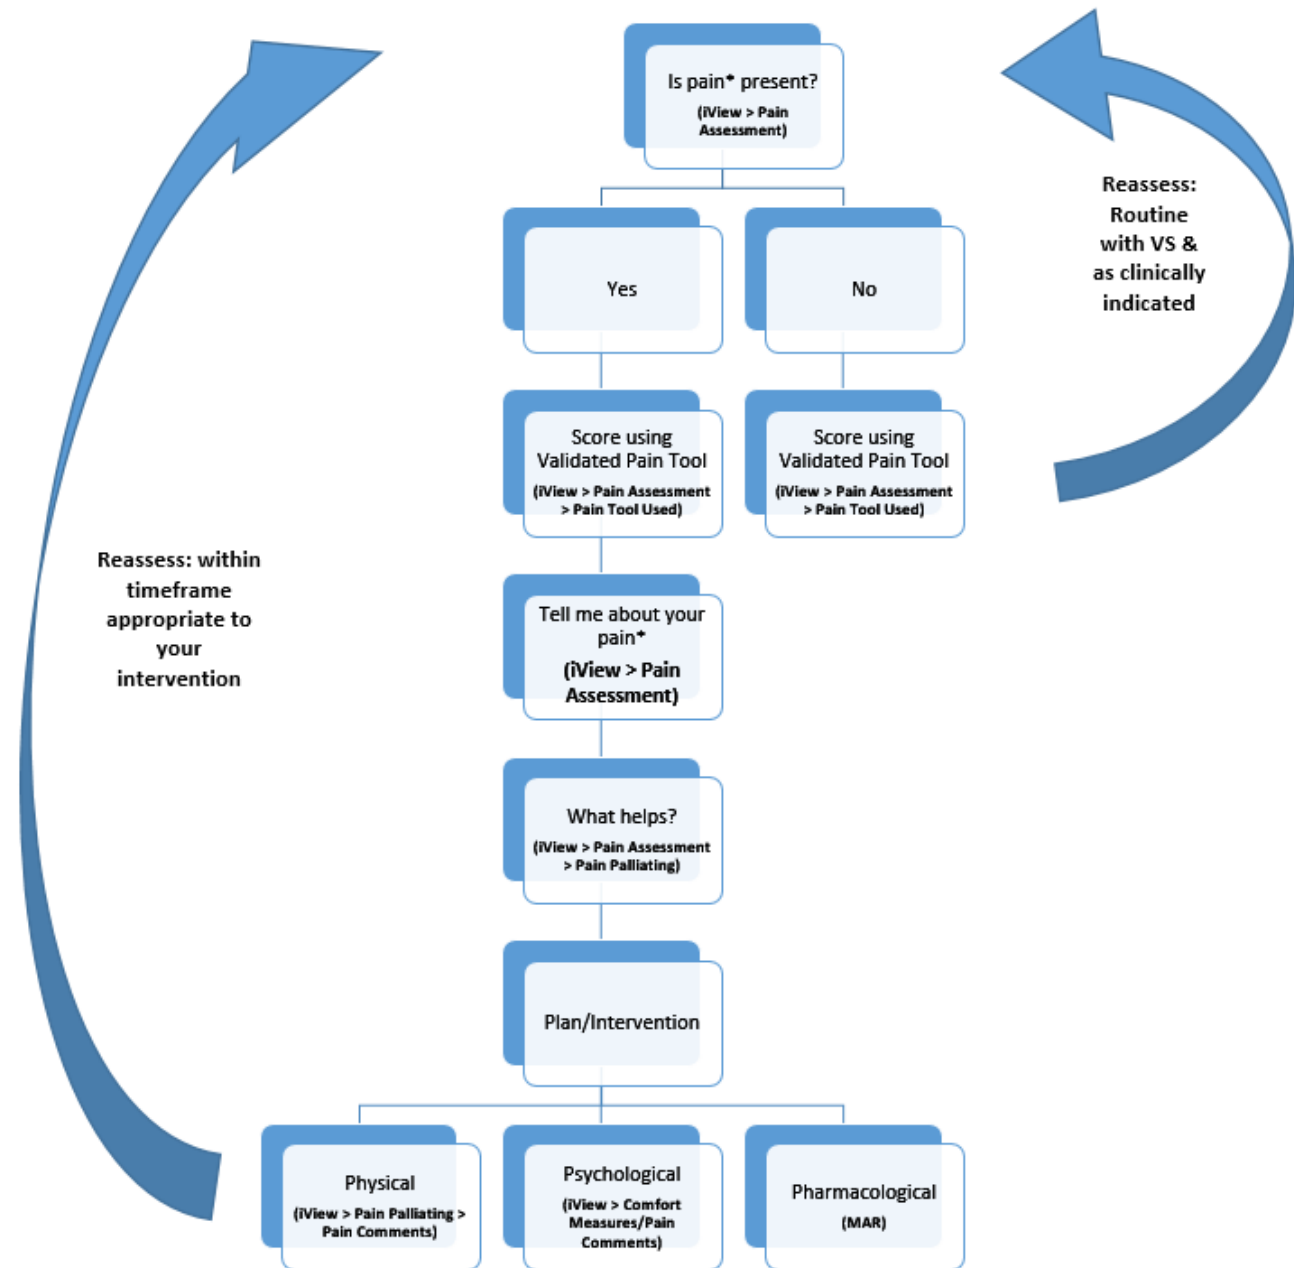 Is pain* present?
(iView > Pain
Assessment)
Reassess:
Routine
with VS &
as clinically
indicated
Yes
No
Score using
Validated Pain Tool
(iView > Pain Assessment
> Pain Tool Used)
Score using
Validated Pain Tool
(iView > Pain Assessment
> Pain Tool Used)
Reassess: within
timeframe
appropriate to
your
intervention
Tell me about your
pain*
(iView > Pain
Assessment)
What helps?
(iView > Pain Assessment
> Pain Palliating)
Plan/Intervention
Physical
(iView > Pain Palliating >
Pain Comments)
Psychological
(iView > Comfort
Measures/Pain
Comments)
Pharmacological
(MAR)